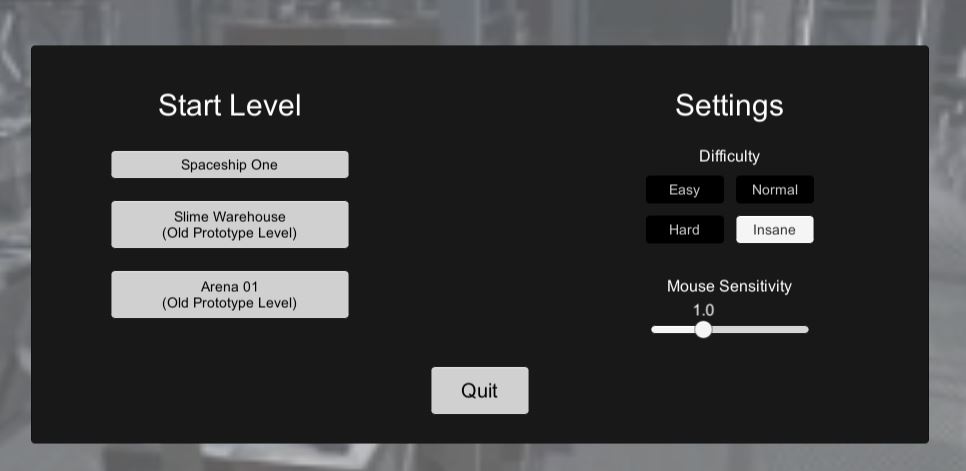 Start Level
Spaceship One
Slime Warehouse
(Old Prototype Level)
Arena 01
(Old Prototype Level)
Settings
Difficulty
Easy
Normal
Hard
Insane
Mouse Sensitivity
1.0
Quit